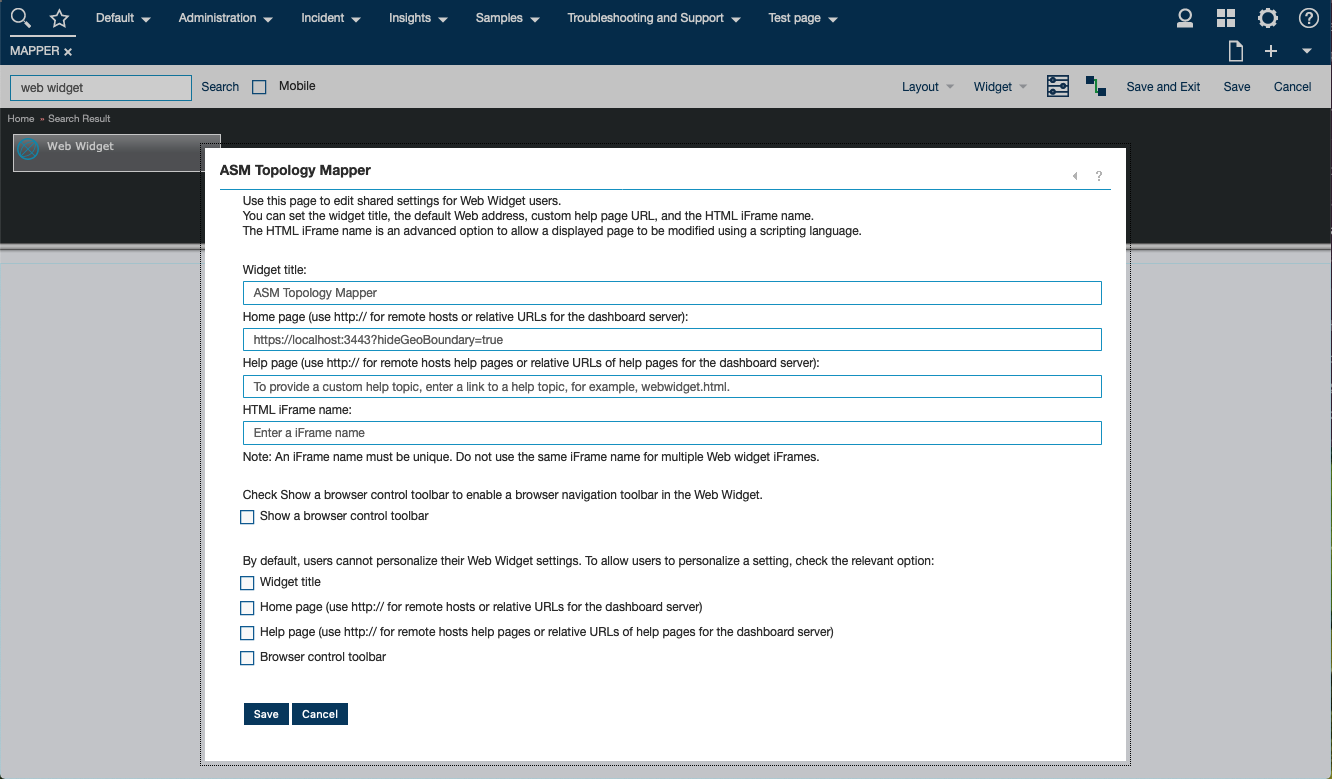 Default Administration Incident Insights Samples Troubleshooting and Support Test page
MAPPER
web widget Search Mobile Layout Widget Save and Exit Save Cancel
Home » Search Result
Web Widget
ASM Topology Mapper
?
Use this page to edit shared settings for Web Widget users.
You can set the widget title, the default Web address, custom help page URL, and the HTML iFrame name.
The HTML iFrame name is an advanced option to allow a displayed page to be modified using a scripting language.
Widget title:
ASM Topology Mapper
Home page (use http:// for remote hosts or relative URLs for the dashboard server):
https://localhost:3443?hideGeoBoundary=true
Help page (use http:// for remote hosts help pages or relative URLs of help pages for the dashboard server):
To provide a custom help topic, enter a link to a help topic, for example, webwidget.html.
HTML iFrame name:
Enter a iFrame name
Note: An iFrame name must be unique. Do not use the same iFrame name for multiple Web widget iFrames.
Check Show a browser control toolbar to enable a browser navigation toolbar in the Web Widget.
Show a browser control toolbar
By default, users cannot personalize their Web Widget settings. To allow users to personalize a setting, check the relevant option:
Widget title
Home page (use http:// for remote hosts or relative URLs for the dashboard server)
Help page (use http:// for remote hosts help pages or relative URLs of help pages for the dashboard server)
Browser control toolbar
Save Cancel